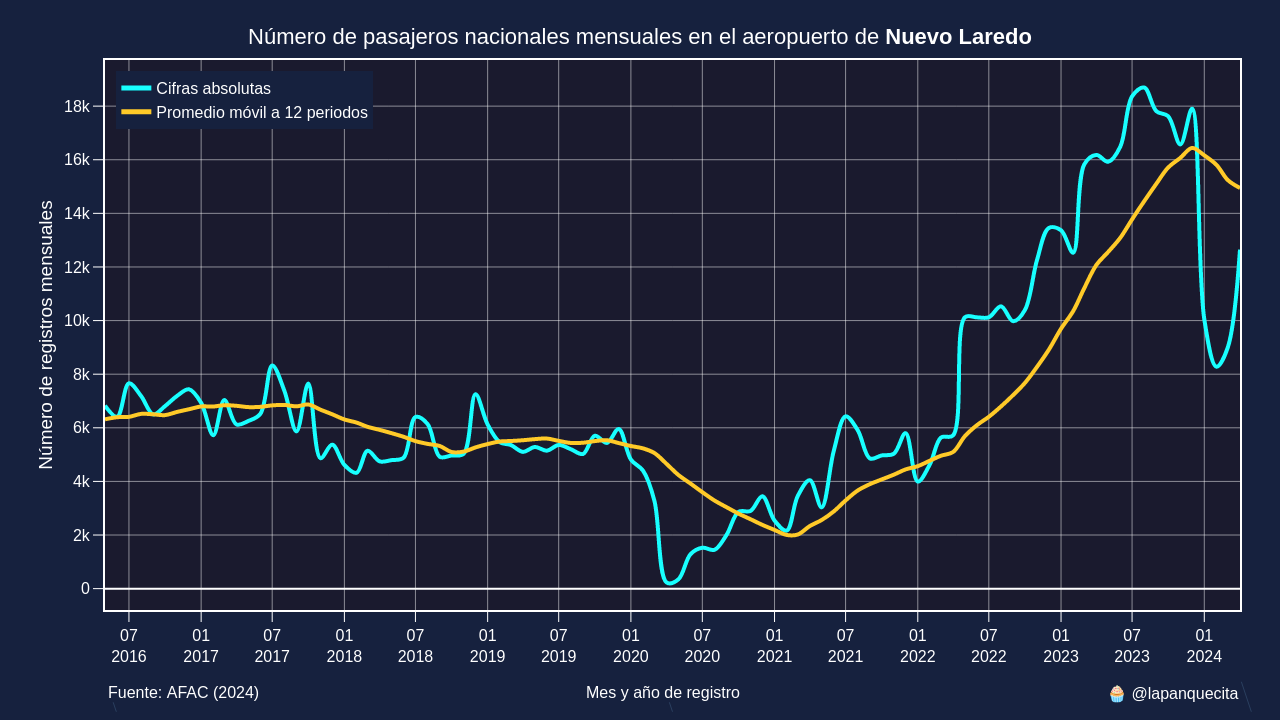 Número de pasajeros nacionales mensuales en el aeropuerto de Nuevo Laredo
Cifras absolutas
Promedio móvil a 12 periodos
Número de registros mensuales
18k
16k
14k
12k
10k
8k
6k
4k
2k
0
07 01 07 01 07 01 07 01 07 01 07 01 07 01 07 01
2016 2017 2017 2018 2018 2019 2019 2020 2020 2021 2021 2022 2022 2023 2023 2024
Fuente: AFAC (2024) Mes y año de registro 🧁 @lapanquecita